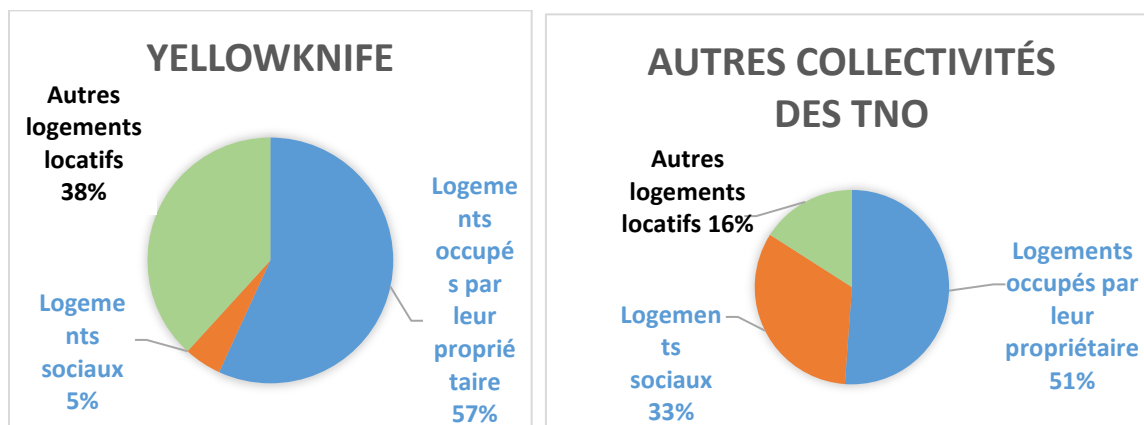 YELLOWKNIFE
Autres
logements
locatifs
38%
Logeme
nts
occupé
s par
leur
proprié
taire
57%
Logeme
nts
sociaux
5%
AUTRES COLLECTIVITÉS
DES TNO
Autres
logements
locatifs 16%
Logements
occupés par
leur
propriétaire
51%
Logemen
ts
sociaux
33%